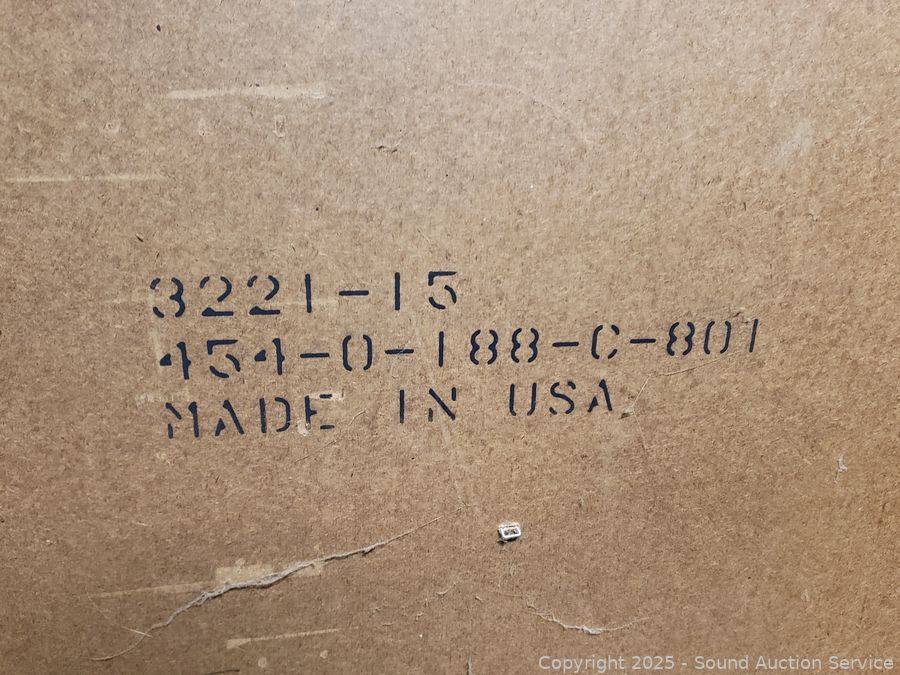 3221-15
454-0-188-C-801
MADE IN USA
Copyright 2025 - Sound Auction Service